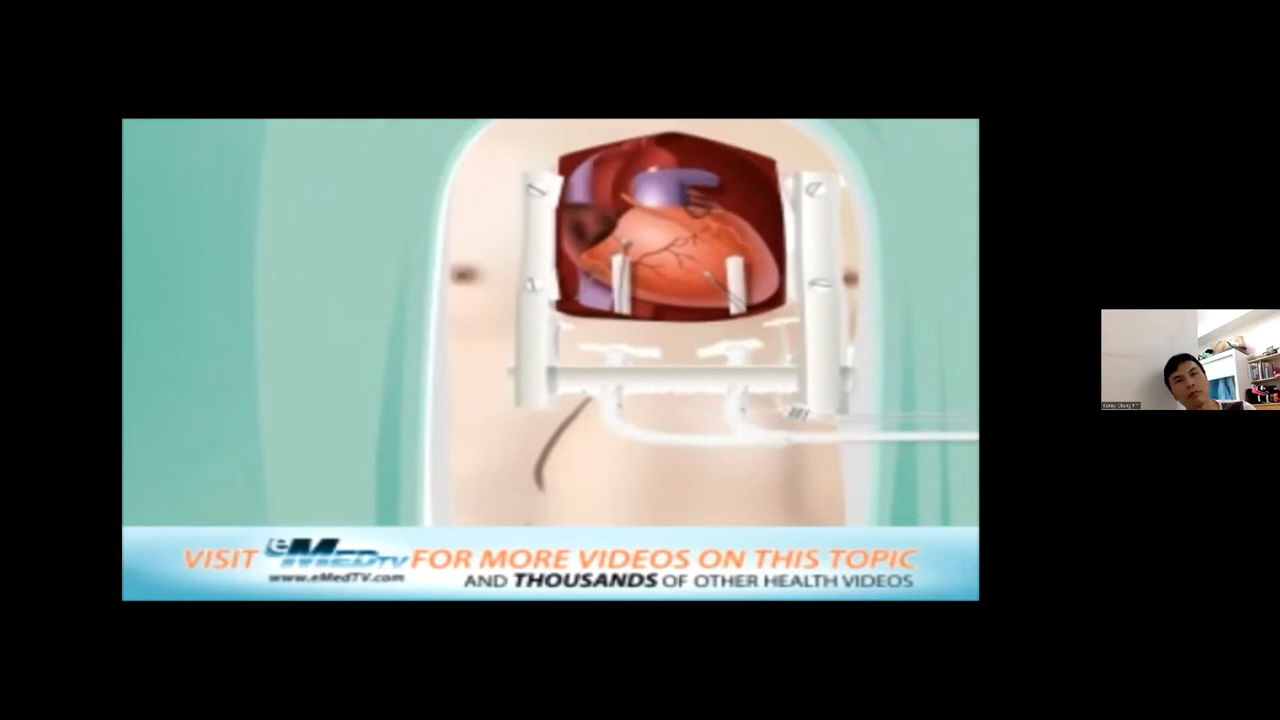 VISIT eMEDTV FOR MORE VIDEOS ON THIS TOPIC
www.eMedTV.com AND THOUSANDS OF OTHER HEALTH VIDEOS